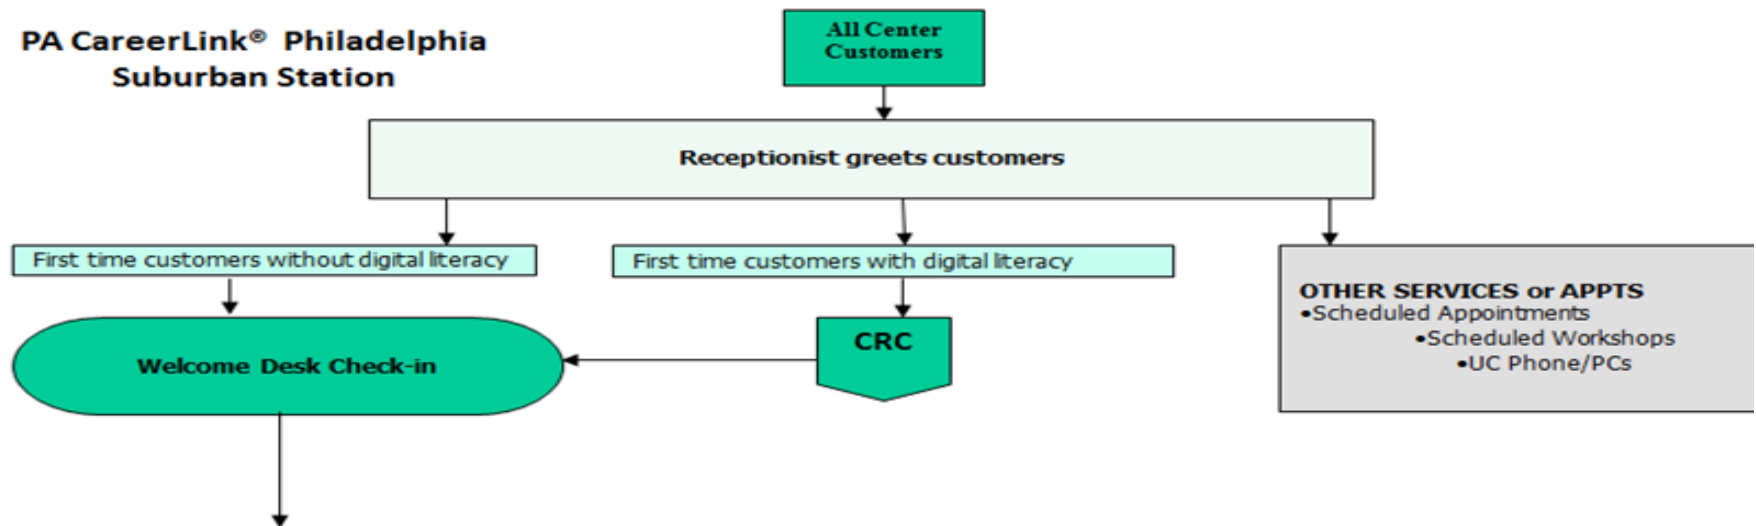 PA CareerLink® Philadelphia
Suburban Station
All Center
Customers
Receptionist greets customers
First time customers without digital literacy
First time customers with digital literacy
OTHER SERVICES or APPTS
•Scheduled Appointments
•Scheduled Workshops
•UC Phone/PCs
CRC
Welcome Desk Check-in